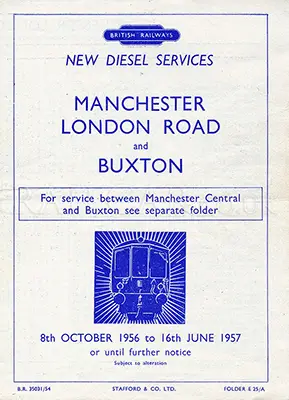 BRITISH RAILWAYS
NEW DIESEL SERVICES
MANCHESTER
LONDON ROAD
and
BUXTON
For service between Manchester Central
and Buxton see separate folder
8th OCTOBER 1956 to 16th JUNE 1957
or until further notice
Subject to alteration
B.R. 35031/54
STAFFORD & CO. LTD.
FOLDER E 25/A